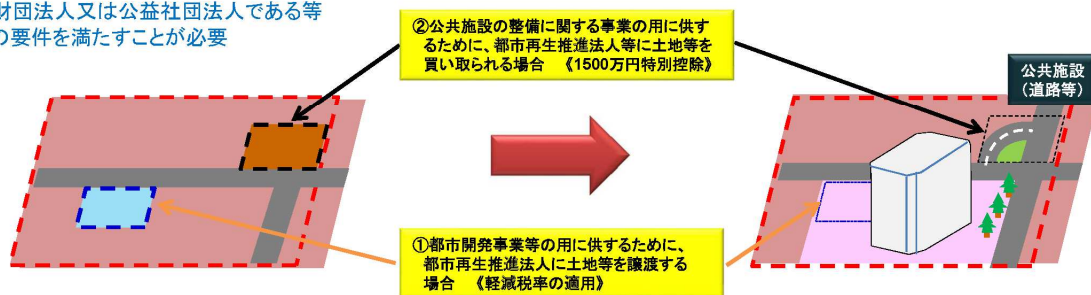 財団法人又は公益社団法人である等
の要件を満たすことが必要
②公共施設の整備に関する事業の用に供す
るために、都市再生推進法人等に土地等を
買い取られる場合　《1500万円特別控除》
公共施設
（道路等）
①都市開発事業等の用に供するために、
都市再生推進法人に土地等を譲渡する
場合　《軽減税率の適用》